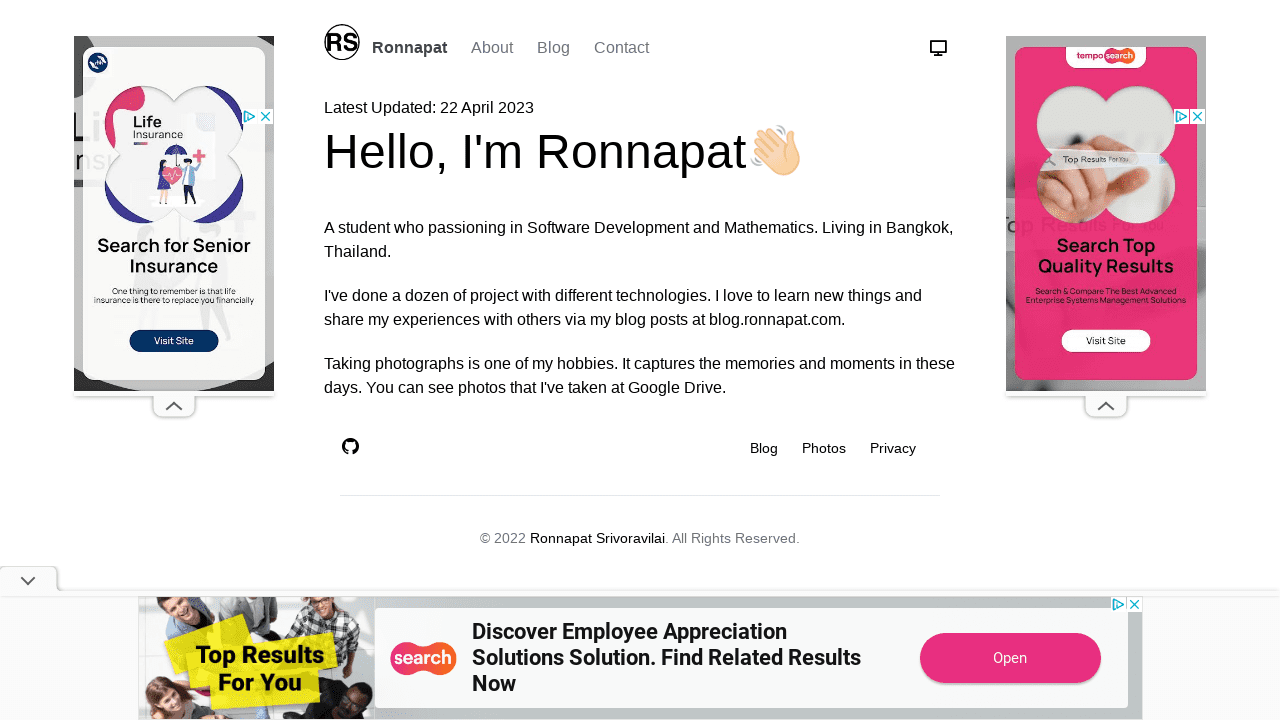 RS
Ronnapat
About
Blog
Contact
Latest Updated: 22 April 2023
Hello, I'm Ronnapat
A student who passioning in Software Development and Mathematics. Living in Bangkok,
Thailand.
I've done a dozen of project with different technologies. I love to learn new things and
share my experiences with others via my blog posts at blog.ronnapat.com.
Taking photographs is one of my hobbies. It captures the memories and moments in these
days. You can see photos that I've taken at Google Drive.
Blog
Photos
Privacy
© 2022 Ronnapat Srivoravilai. All Rights Reserved.
Life
Insurance
Search for Senior
Insurance
One thing to remember is that life
insurance is there to replace you financially
Visit Site
temposearch
Top Results For You
Search Top
Quality Results
Search & Compare The Best Advanced
Enterprise Systems Management Solutions
Visit Site
Top Results
For You
search
Discover Employee Appreciation
Solutions Solution. Find Related Results
Now
Open